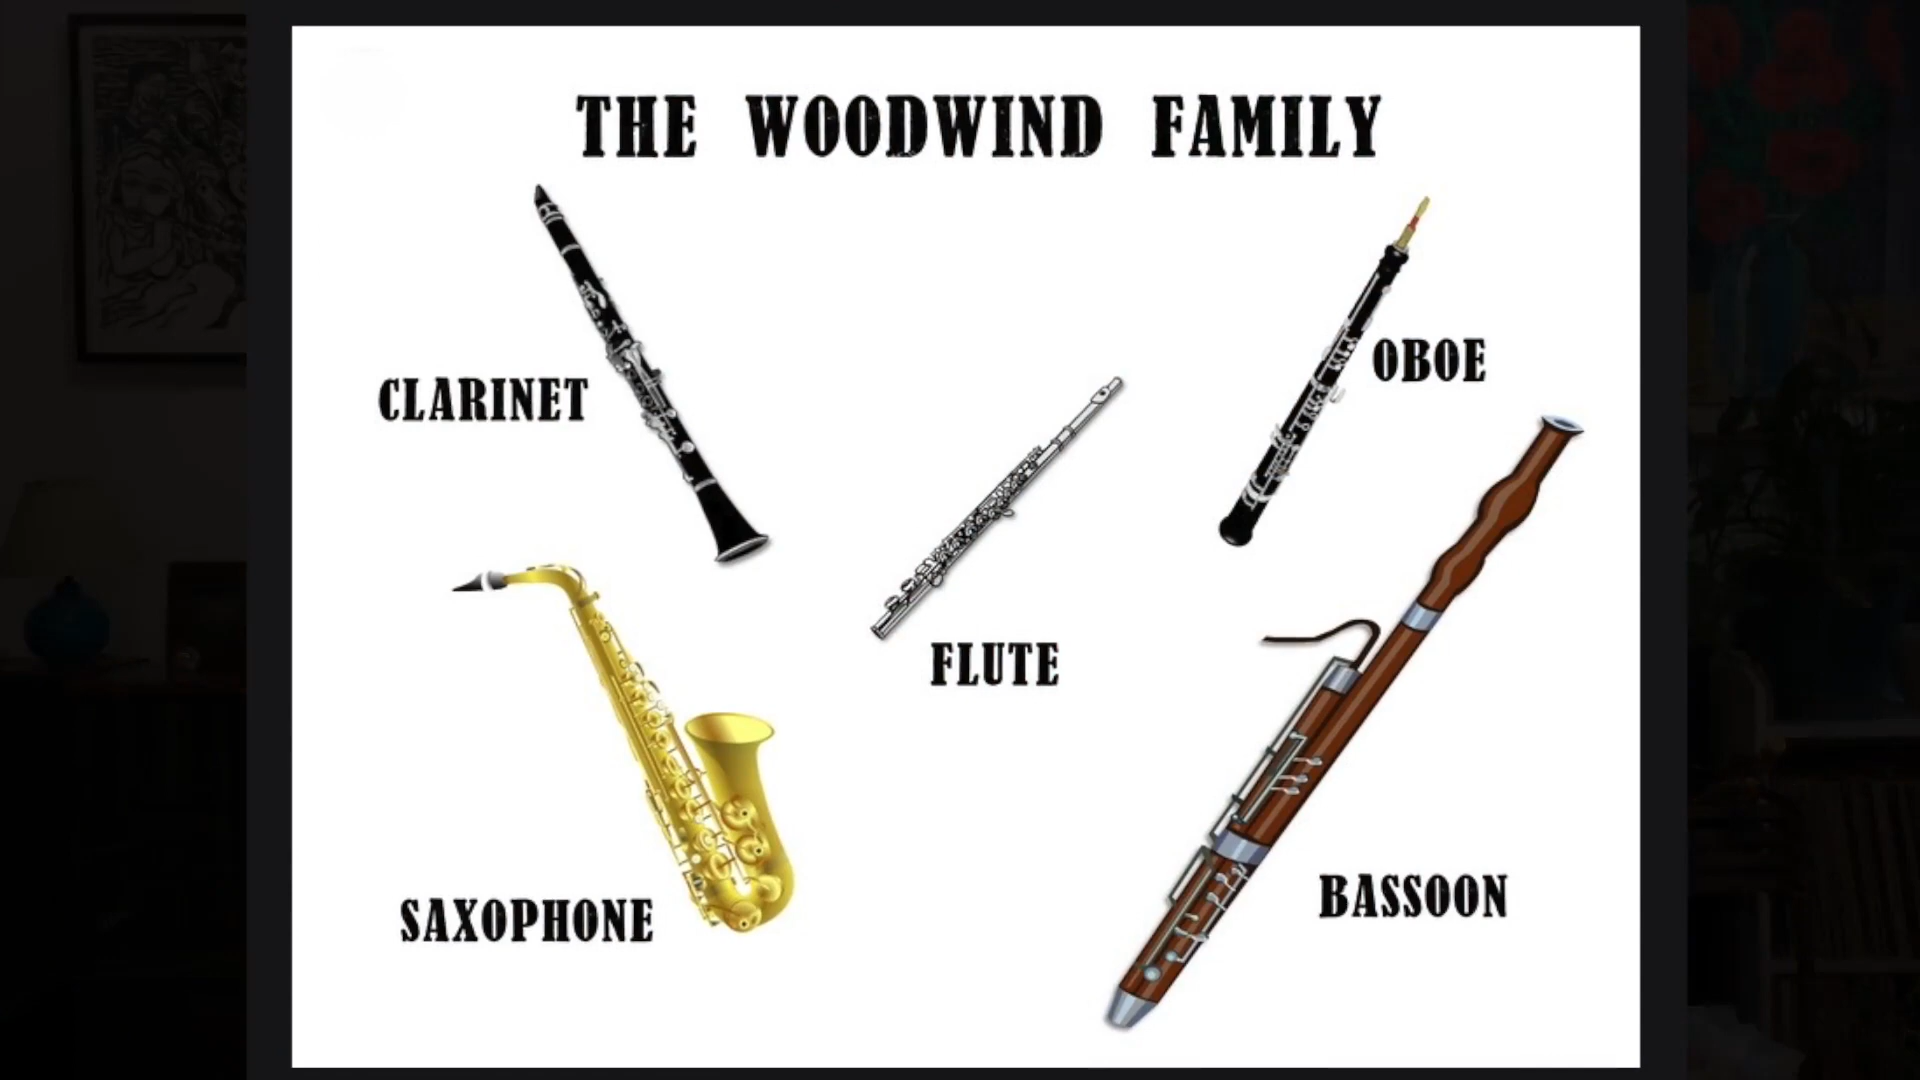 THE WOODWIND FAMILY
CLARINET
OBOE
FLUTE
SAXOPHONE
BASSOON